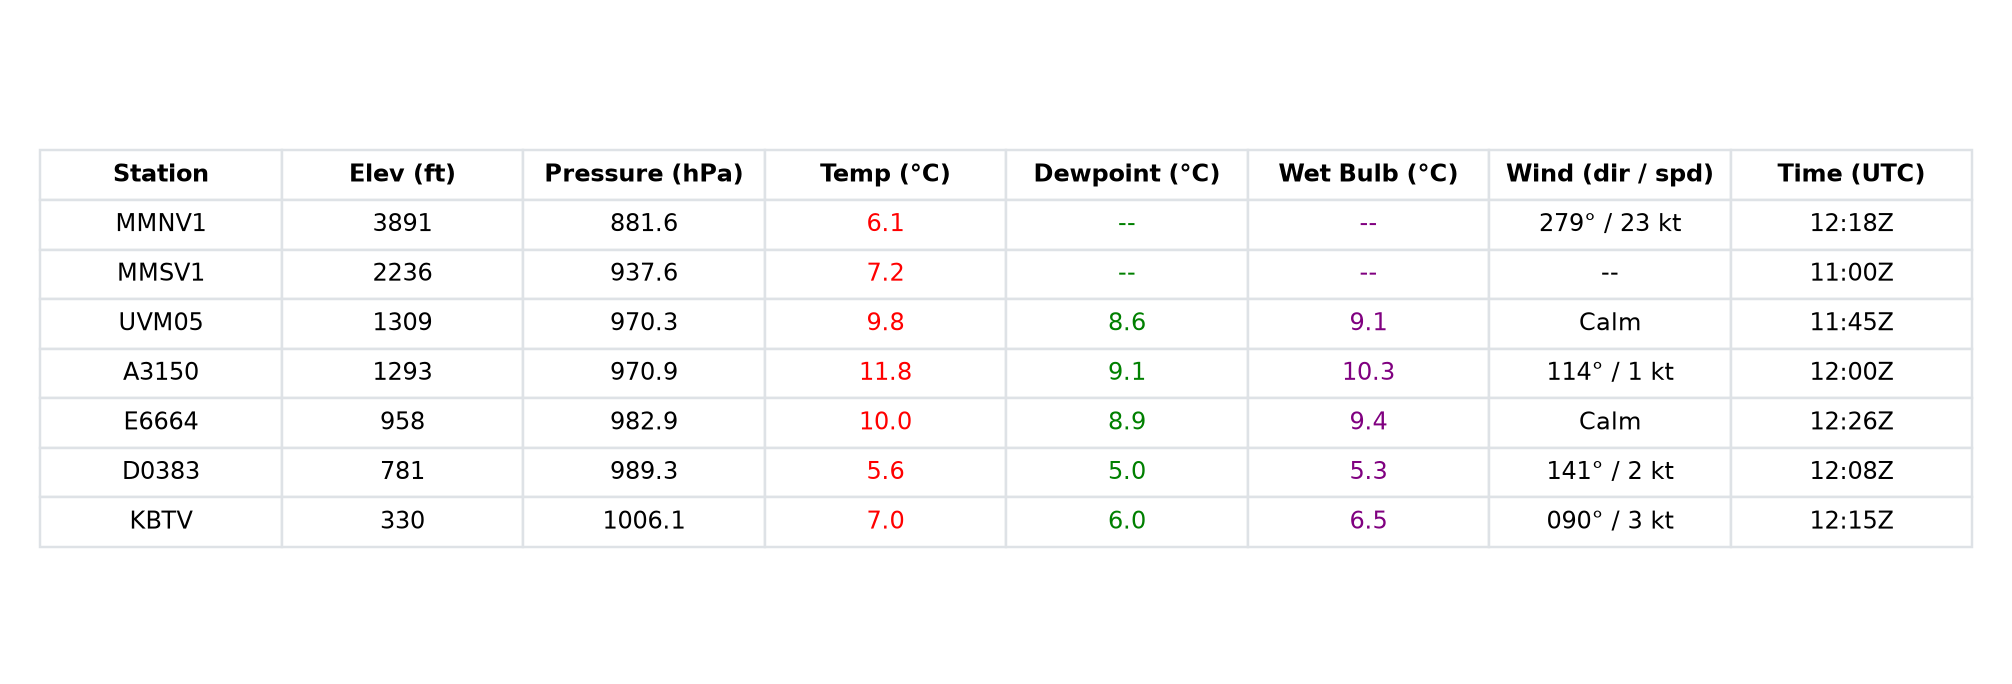 Station Elev (ft) Pressure (hPa) Temp (°C) Dewpoint (°C) Wet Bulb (°C) Wind (dir / spd) Time (UTC)
MMNV1 3891 881.6 6.1 -- -- 279° / 23 kt 12:18Z
MMSV1 2236 937.6 7.2 -- -- -- 11:00Z
UVM05 1309 970.3 9.8 8.6 9.1 Calm 11:45Z
A3150 1293 970.9 11.8 9.1 10.3 114° / 1 kt 12:00Z
E6664 958 982.9 10.0 8.9 9.4 Calm 12:26Z
D0383 781 989.3 5.6 5.0 5.3 141° / 2 kt 12:08Z
KBTV 330 1006.1 7.0 6.0 6.5 090° / 3 kt 12:15Z